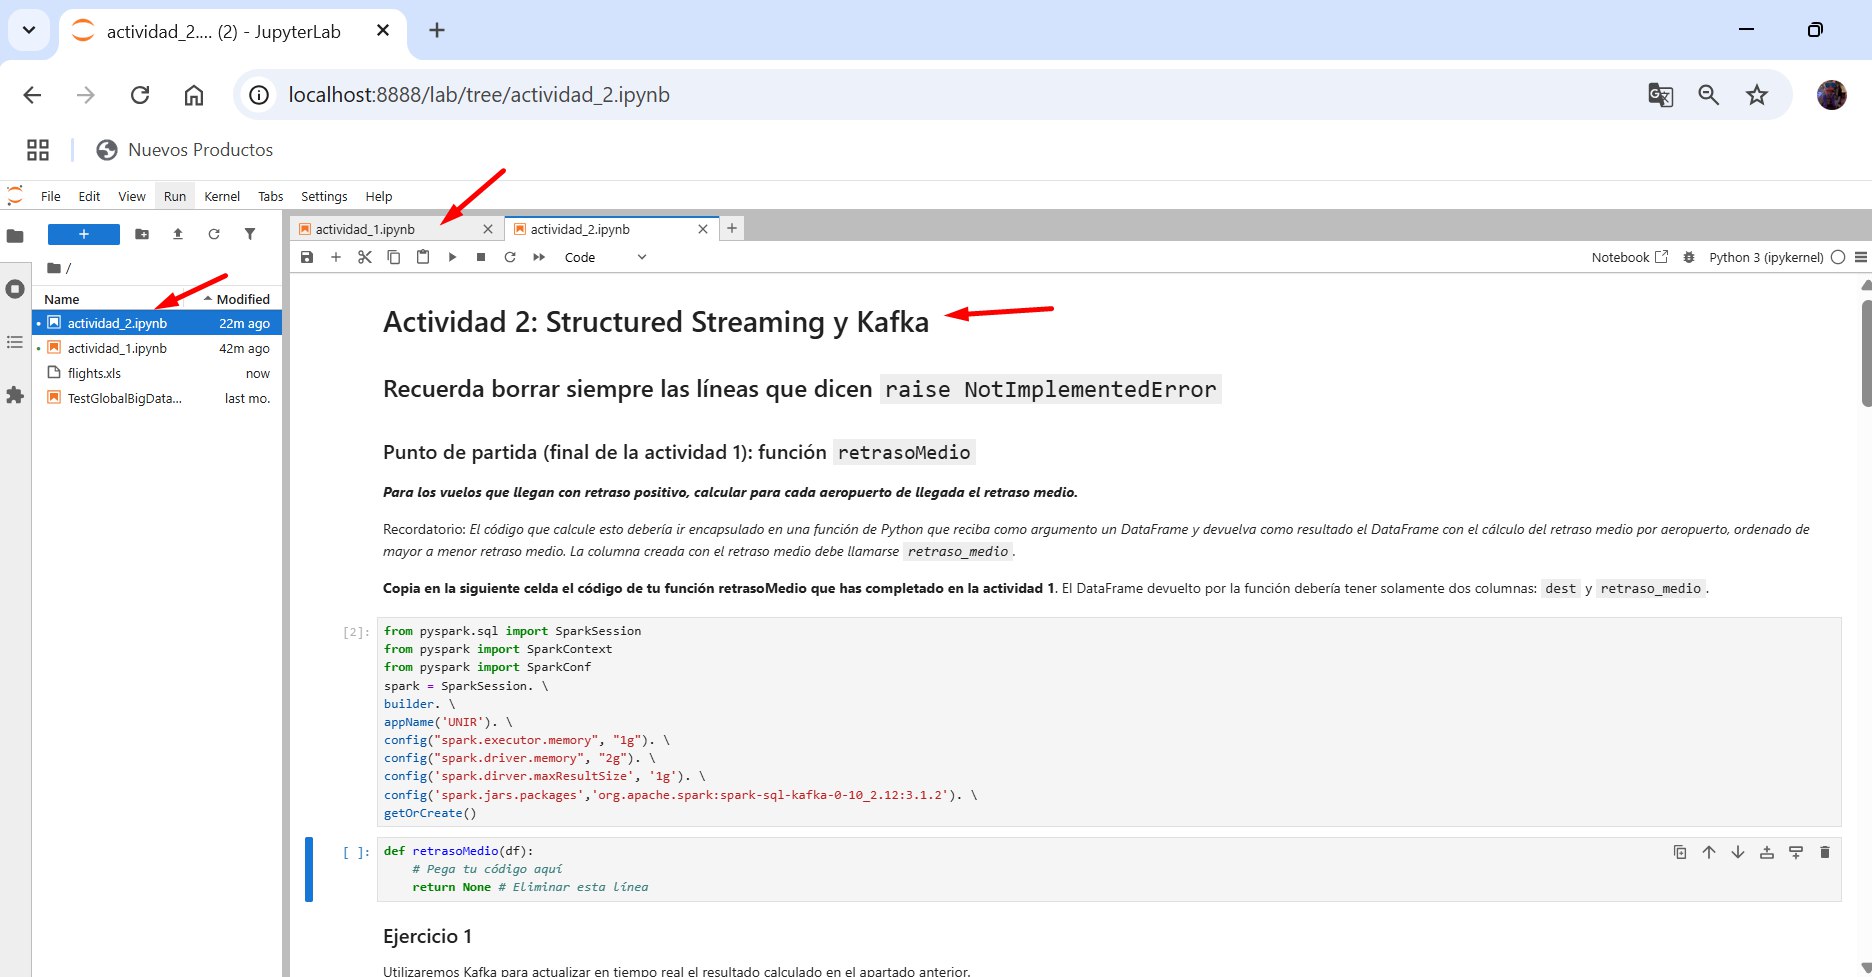 actividad_2.... (2) - JupyterLab
localhost:8888/lab/tree/actividad_2.ipynb
Nuevos Productos
File Edit View Run Kernel Tabs Settings Help
actividad_1.ipynb
actividad_2.ipynb
Code
Notebook
Python 3 (ipykernel)
/
Name Modified
actividad_2.ipynb 22m ago
actividad_1.ipynb 42m ago
flights.xls now
TestGlobalBigData... last mo.
Actividad 2: Structured Streaming y Kafka
Recuerda borrar siempre las líneas que dicen raise NotImplementedError
Punto de partida (final de la actividad 1): función retrasoMedio
Para los vuelos que llegan con retraso positivo, calcular para cada aeropuerto de llegada el retraso medio.
Recordatorio: El código que calcule esto debería ir encapsulado en una función de Python que reciba como argumento un DataFrame y devuelva como resultado el DataFrame con el cálculo del retraso medio por aeropuerto, ordenado de
mayor a menor retraso medio. La columna creada con el retraso medio debe llamarse retraso_medio.
Copia en la siguiente celda el código de tu función retrasoMedio que has completado en la actividad 1. El DataFrame devuelto por la función debería tener solamente dos columnas: dest y retraso_medio.
[2]:
from pyspark.sql import SparkSession
from pyspark import SparkContext
from pyspark import SparkConf
spark = SparkSession. \
builder. \
appName('UNIR'). \
config("spark.executor.memory", "1g"). \
config("spark.driver.memory", "2g"). \
config('spark.dirver.maxResultSize', '1g'). \
config('spark.jars.packages','org.apache.spark:spark-sql-kafka-0-10_2.12:3.1.2'). \
getOrCreate()
[ ]:
def retrasoMedio(df):
# Pega tu código aquí
return None # Eliminar esta línea
Ejercicio 1
Utilizaremos Kafka para actualizar en tiempo real el resultado calculado en el apartado anterior.